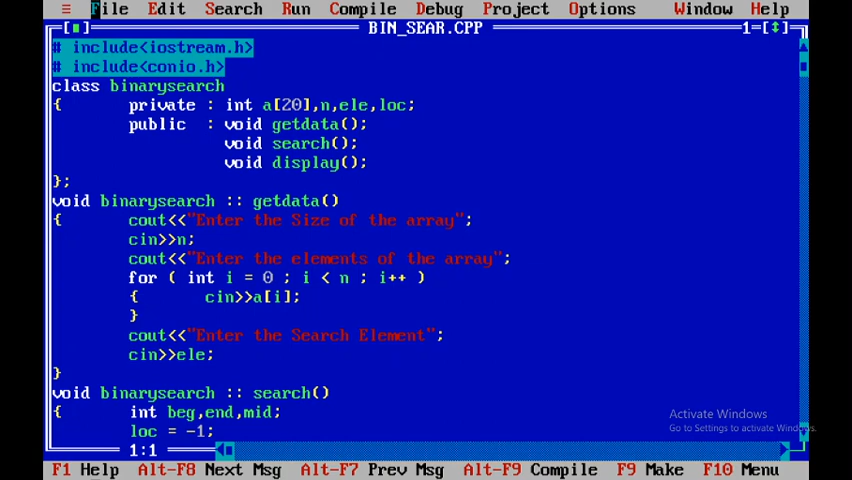 ≡ File Edit Search Run Compile Debug Project Options Window Help
[■] BIN_SEAR.CPP 1=[↕]
# include<iostream.h>
# include<conio.h>
class binarysearch
{ private : int a[20],n,ele,loc;
public : void getdata();
void search();
void display();
};
void binarysearch :: getdata()
{ cout<<"Enter the Size of the array";
cin>>n;
cout<<"Enter the elements of the array";
for ( int i = 0 ; i < n ; i++ )
{ cin>>a[i];
}
cout<<"Enter the Search Element";
cin>>ele;
}
void binarysearch :: search()
{ int beg,end,mid;
loc = -1;
Activate Windows
Go to Settings to activate Windows.
1:1
F1 Help Alt-F8 Next Msg Alt-F7 Prev Msg Alt-F9 Compile F9 Make F10 Menu